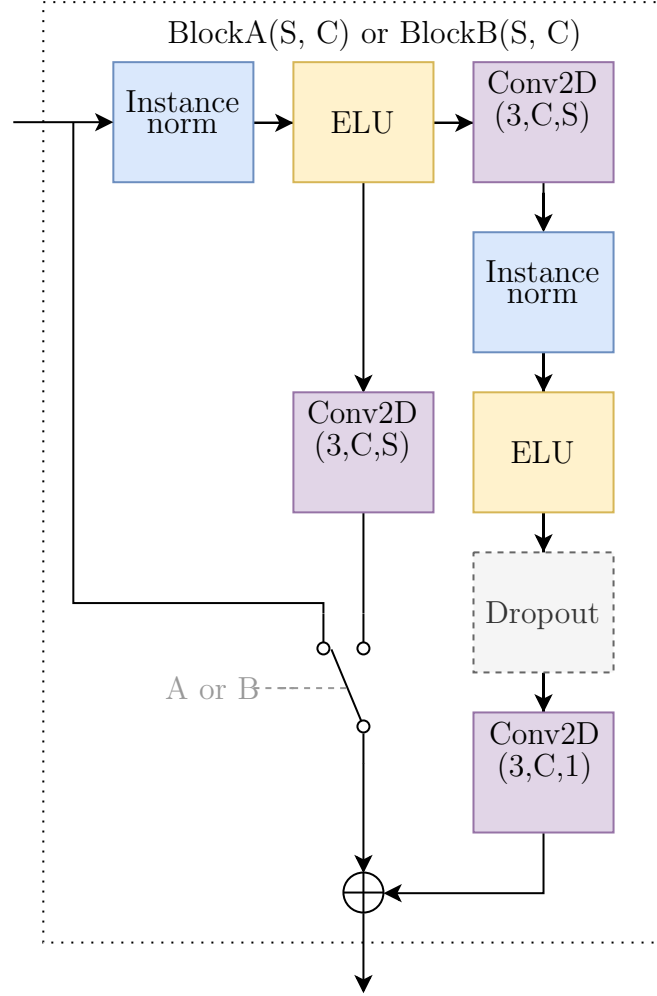 BlockA(S, C) or BlockB(S, C)
Instance
norm
ELU
Conv2D
(3,C,S)
Instance
norm
Conv2D
(3,C,S)
ELU
Dropout
A or B
Conv2D
(3,C,1)